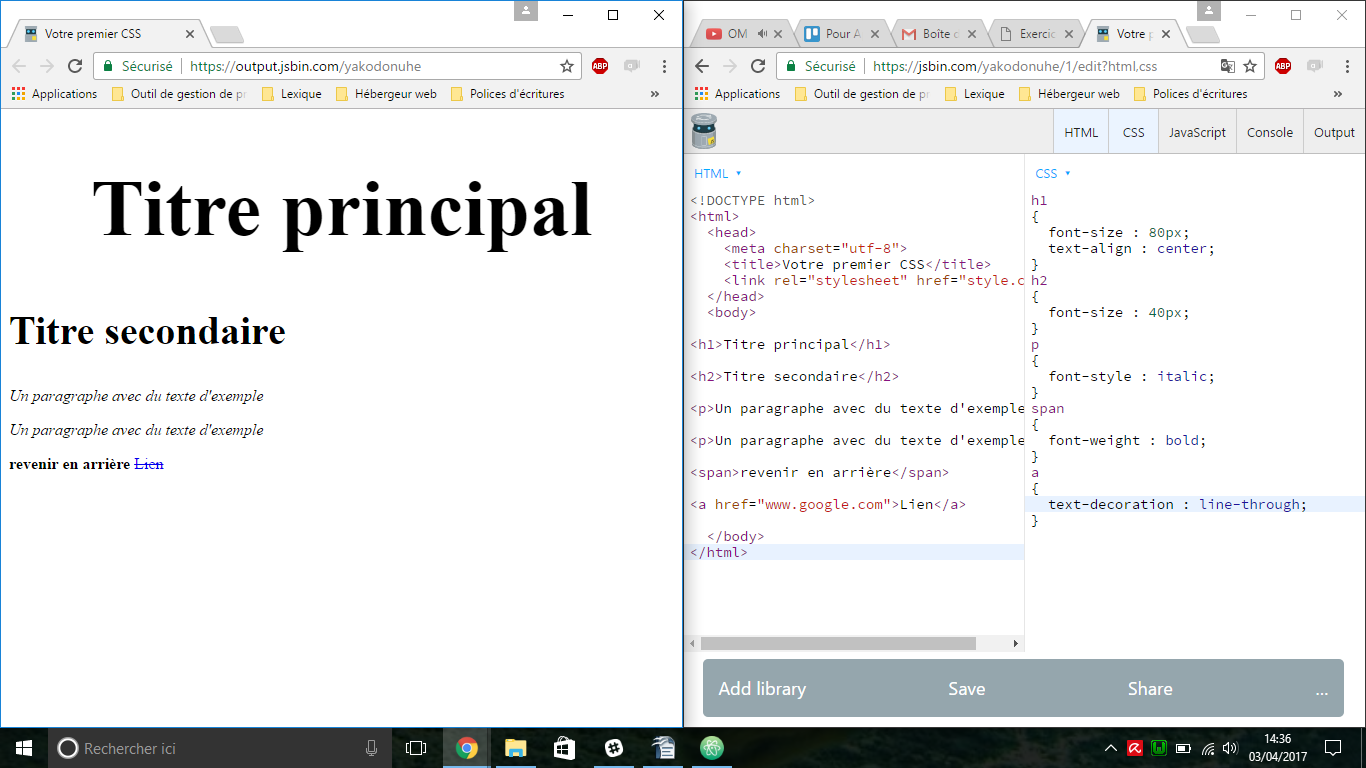 Votre premier CSS
Sécurisé https://output.jsbin.com/yakodonuhe
ABP
Applications Outil de gestion de pr Lexique Hébergeur web Polices d'écritures »
Titre principal
Titre secondaire
Un paragraphe avec du texte d'exemple
Un paragraphe avec du texte d'exemple
revenir en arrière Lien
OM Pour A Boîte d Exercic Votre p
Sécurisé https://jsbin.com/yakodonuhe/1/edit?html,css
ABP
Applications Outil de gestion de pr Lexique Hébergeur web Polices d'écritures »
HTML CSS JavaScript Console Output
HTML
<!DOCTYPE html>
<html>
<head>
<meta charset="utf-8">
<title>Votre premier CSS</title>
<link rel="stylesheet" href="style.c
</head>
<body>
<h1>Titre principal</h1>
<h2>Titre secondaire</h2>
<p>Un paragraphe avec du texte d'exemple
<p>Un paragraphe avec du texte d'exemple
<span>revenir en arrière</span>
<a href="www.google.com">Lien</a>
</body>
</html>
CSS
h1
{
font-size : 80px;
text-align : center;
}
h2
{
font-size : 40px;
}
p
{
font-style : italic;
}
span
{
font-weight : bold;
}
a
{
text-decoration : line-through;
}
Add library Save Share ...
Rechercher ici
14:36
03/04/2017